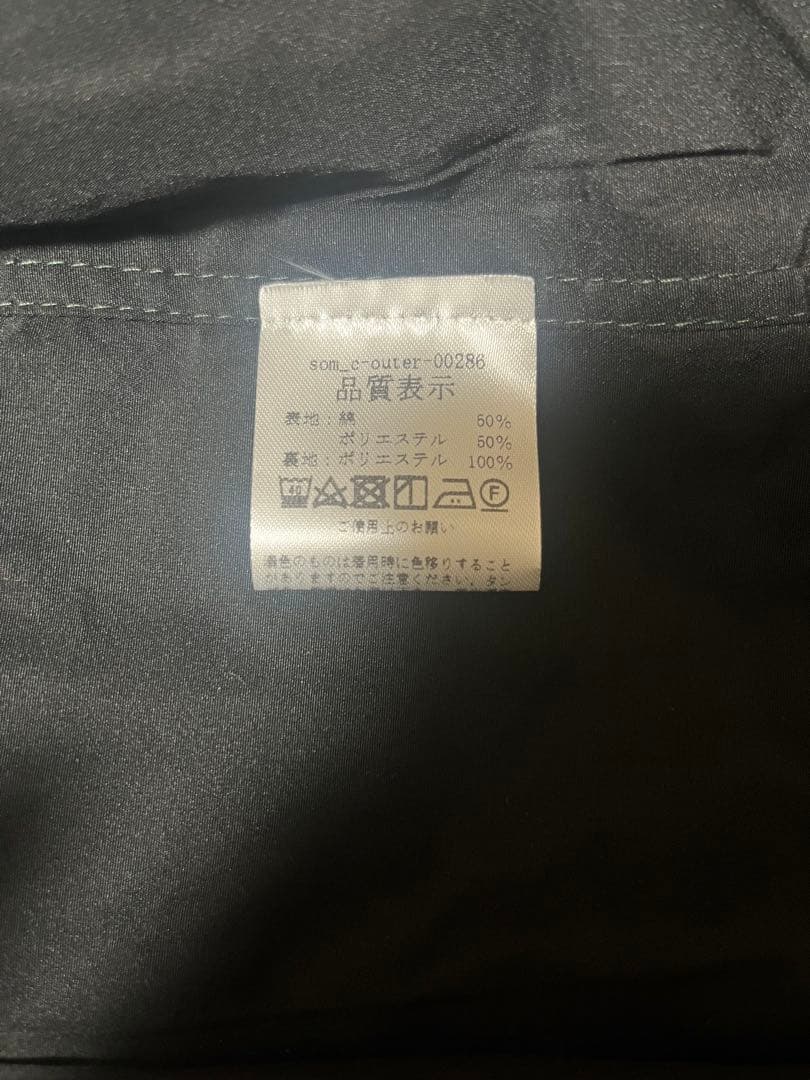 som_c-outer-00286
品質表示
表地:綿 50%
ポリエステル 50%
裏地:ポリエステル 100%
40 F
ご使用上のお願い
濃色のものは着用時に色移りすること
がありますのでご注意ください。タン